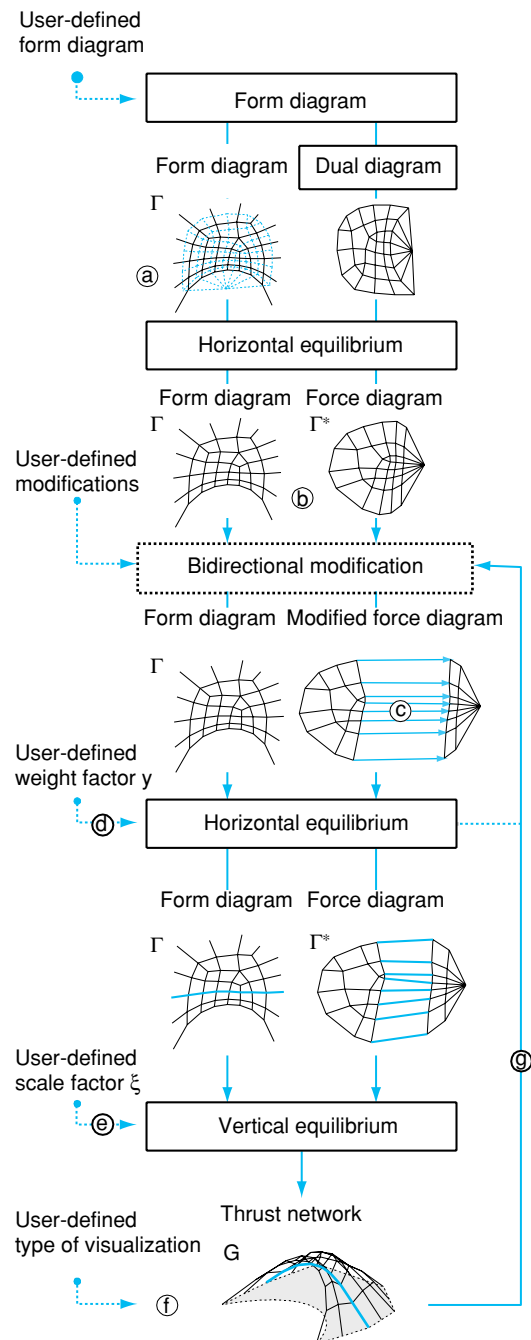 User-defined
form diagram
Form diagram
Form diagram
Dual diagram
Γ
a
Horizontal equilibrium
Form diagram
Force diagram
Γ
Γ*
User-defined
modifications
b
Bidirectional modification
Form diagram
Modified force diagram
Γ
c
User-defined
weight factor y
d
Horizontal equilibrium
Form diagram
Force diagram
Γ
Γ*
g
User-defined
scale factor ξ
e
Vertical equilibrium
Thrust network
User-defined
type of visualization
G
f